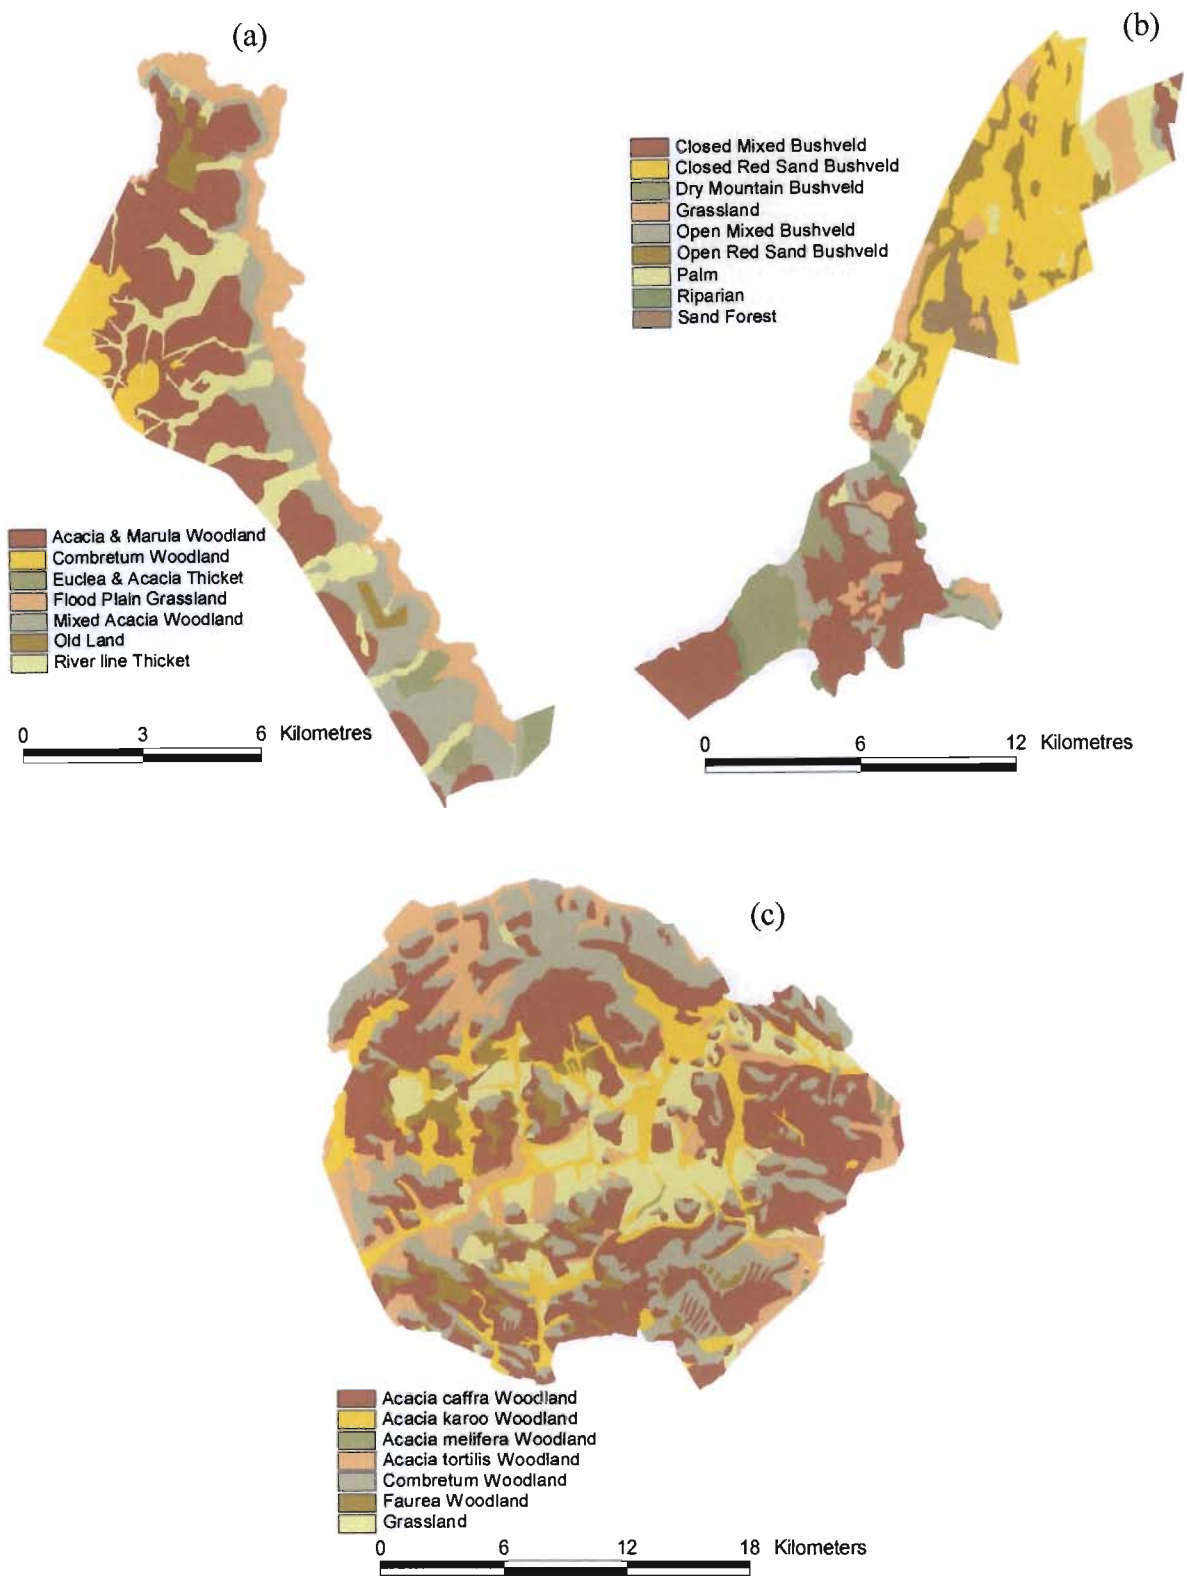 (a)
Acacia & Marula Woodland
Combretum Woodland
Euclea & Acacia Thicket
Flood Plain Grassland
Mixed Acacia Woodland
Old Land
River line Thicket
0 3 6 Kilometres
(b)
Closed Mixed Bushveld
Closed Red Sand Bushveld
Dry Mountain Bushveld
Grassland
Open Mixed Bushveld
Open Red Sand Bushveld
Palm
Riparian
Sand Forest
0 6 12 Kilometres
(c)
Acacia caffra Woodland
Acacia karoo Woodland
Acacia melifera Woodland
Acacia tortilis Woodland
Combretum Woodland
Faurea Woodland
Grassland
0 6 12 18 Kilometers